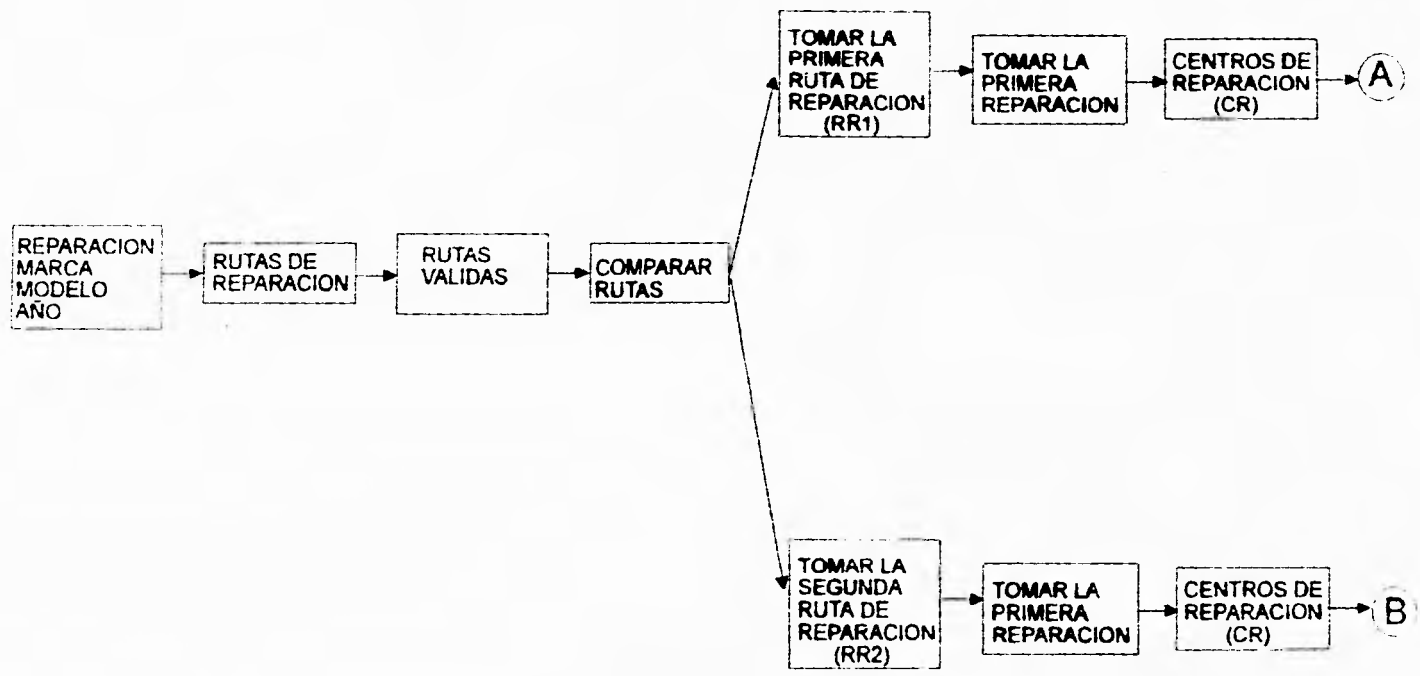 REPARACION
MARCA
MODELO
AÑO
RUTAS DE
REPARACION
RUTAS
VALIDAS
COMPARAR
RUTAS
TOMAR LA
PRIMERA
RUTA DE
REPARACION
(RR1)
TOMAR LA
PRIMERA
REPARACION
CENTROS DE
REPARACION
(CR)
A
TOMAR LA
SEGUNDA
RUTA DE
REPARACION
(RR2)
TOMAR LA
PRIMERA
REPARACION
CENTROS DE
REPARACION
(CR)
B